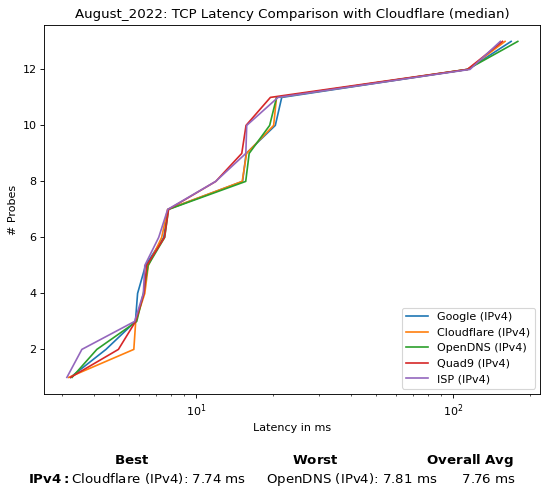 August_2022: TCP Latency Comparison with Cloudflare (median)
# Probes
12
10
8
6
4
2
Google (IPv4)
Cloudflare (IPv4)
OpenDNS (IPv4)
Quad9 (IPv4)
ISP (IPv4)
10¹ 10²
Latency in ms
Best Worst Overall Avg
IPv4: Cloudflare (IPv4): 7.74 ms OpenDNS (IPv4): 7.81 ms 7.76 ms